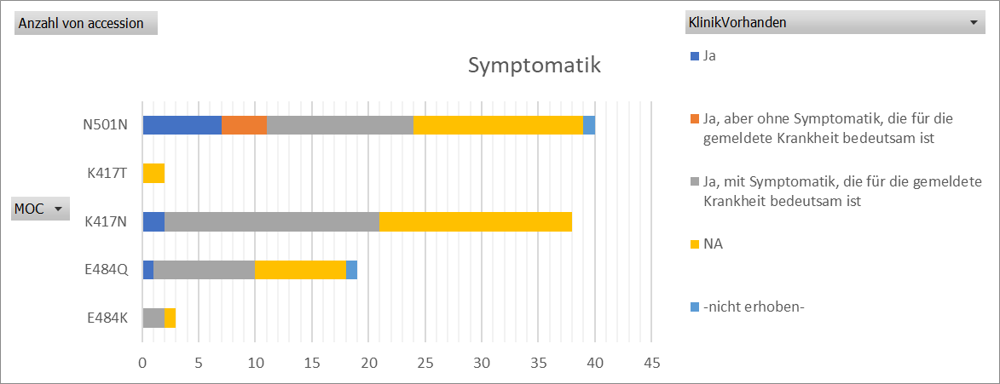 Anzahl von accession
KlinikVorhanden
Symptomatik
Ja
Ja, aber ohne Symptomatik, die für die
gemeldete Krankheit bedeutsam ist
Ja, mit Symptomatik, die für die gemeldete
Krankheit bedeutsam ist
NA
-nicht erhoben-
MOC
N501N
K417T
K417N
E484Q
E484K
0 5 10 15 20 25 30 35 40 45